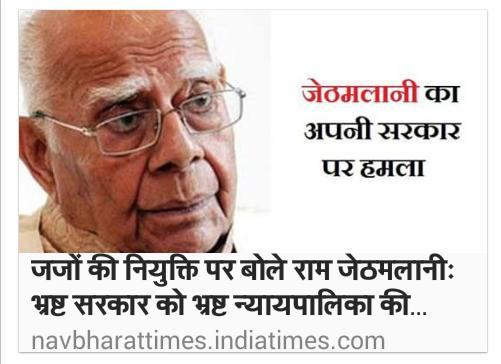 जेठमलानी का
अपनी सरकार
पर हमला
जजों की नियुक्ति पर बोले राम जेठमलानीः
भ्रष्ट सरकार को भ्रष्ट न्यायपालिका की...
navbharattimes.indiatimes.com